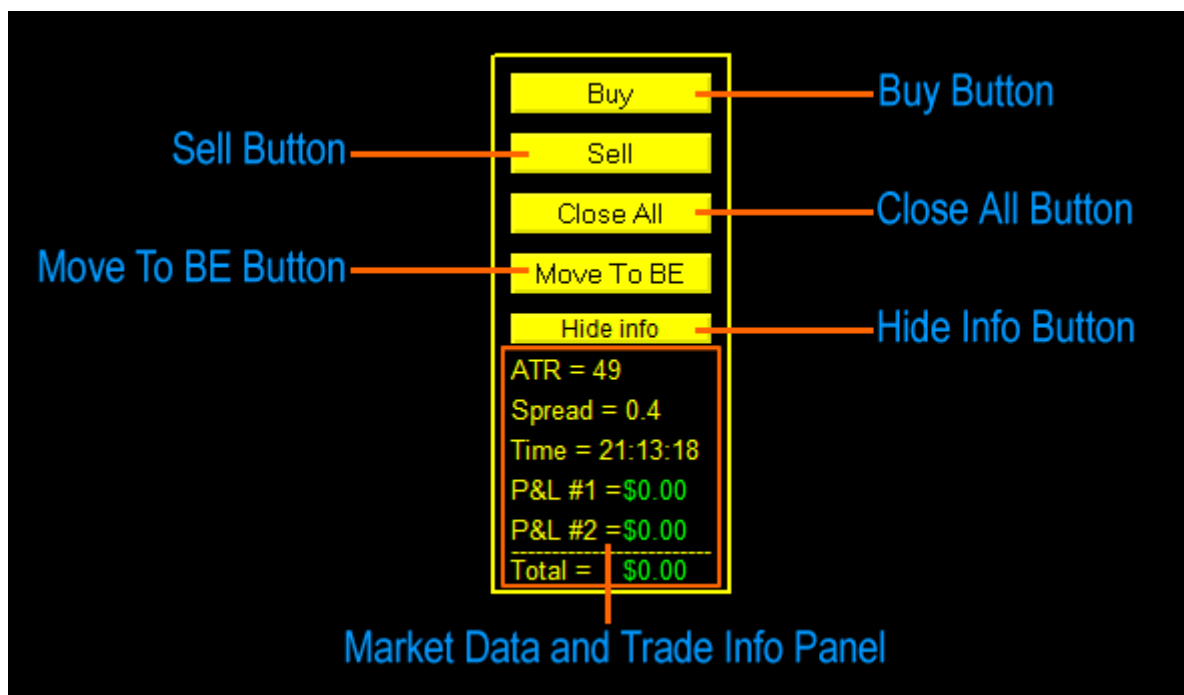 Buy
Buy Button
Sell Button
Sell
Close All
Close All Button
Move To BE Button
Move To BE
Hide info
Hide Info Button
ATR = 49
Spread = 0.4
Time = 21:13:18
P&L #1 =$0.00
P&L #2 =$0.00
Total = $0.00
Market Data and Trade Info Panel